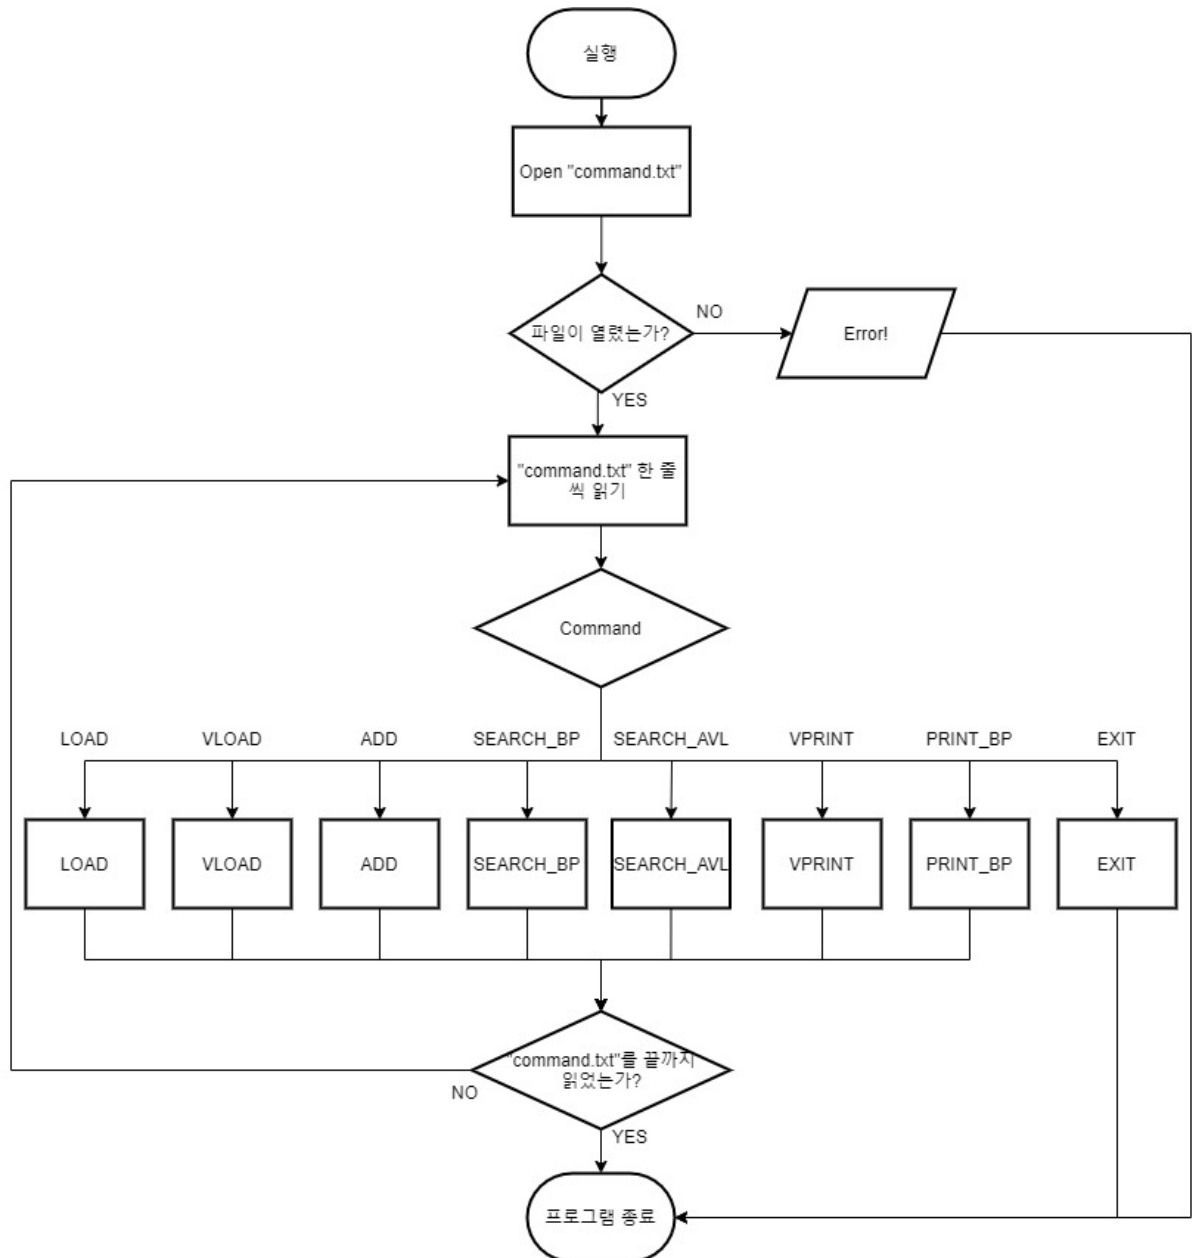 실행
Open "command.txt"
파일이 열렸는가?
NO
Error!
YES
"command.txt" 한 줄
씩 읽기
Command
LOAD
VLOAD
ADD
SEARCH_BP
SEARCH_AVL
VPRINT
PRINT_BP
EXIT
LOAD
VLOAD
ADD
SEARCH_BP
SEARCH_AVL
VPRINT
PRINT_BP
EXIT
"command.txt"를 끝까지
읽었는가?
NO
YES
프로그램 종료